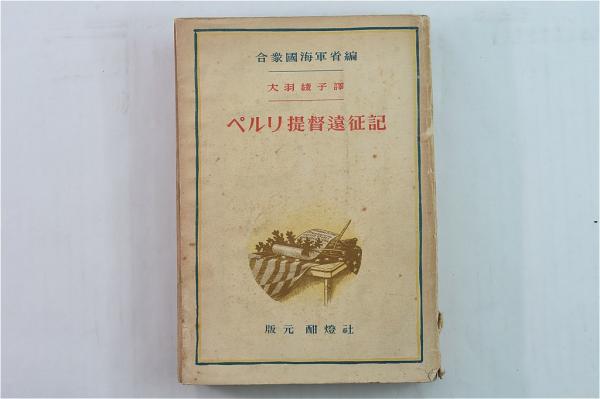 合衆國海軍省編
大羽綾子譯
ペルリ提督遠征記
版元 酣燈社